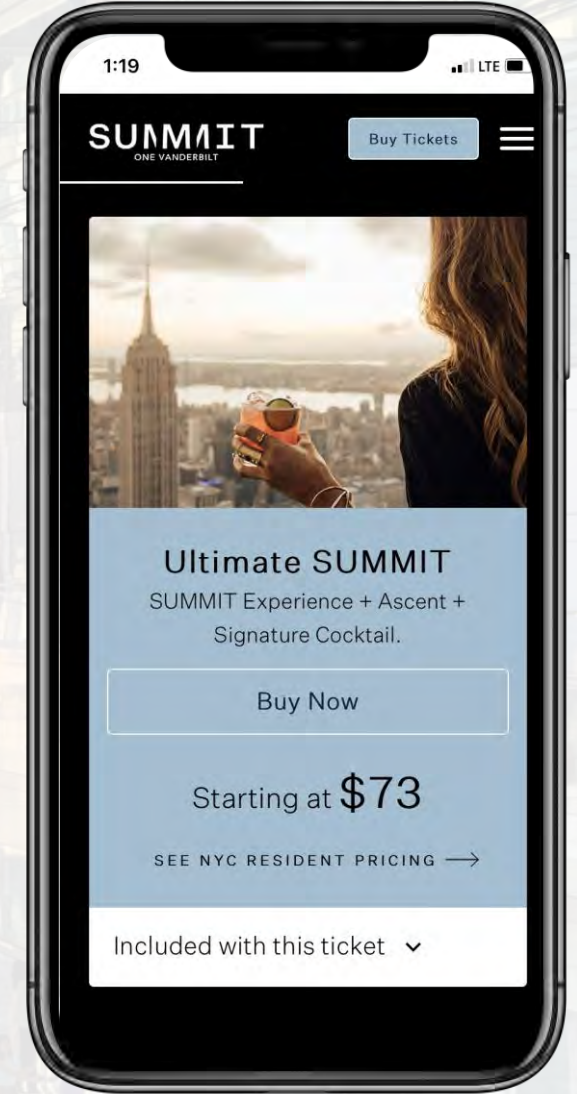 1:19
LTE
SUMMIT
ONE VANDERBILT
Buy Tickets
Ultimate SUMMIT
SUMMIT Experience + Ascent +
Signature Cocktail.
Buy Now
Starting at $73
SEE NYC RESIDENT PRICING →
Included with this ticket